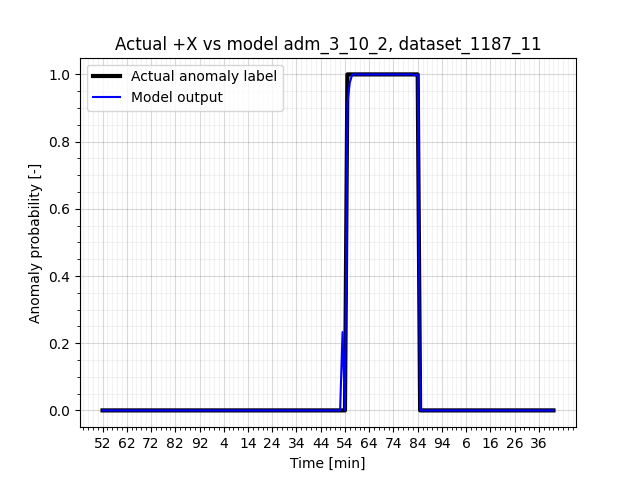 Actual +X vs model adm_3_10_2, dataset_1187_11
Actual anomaly label
Model output
1.0
0.8
0.6
0.4
0.2
0.0
Anomaly probability [-]
52 62 72 82 92 4 14 24 34 44 54 64 74 84 94 6 16 26 36
Time [min]